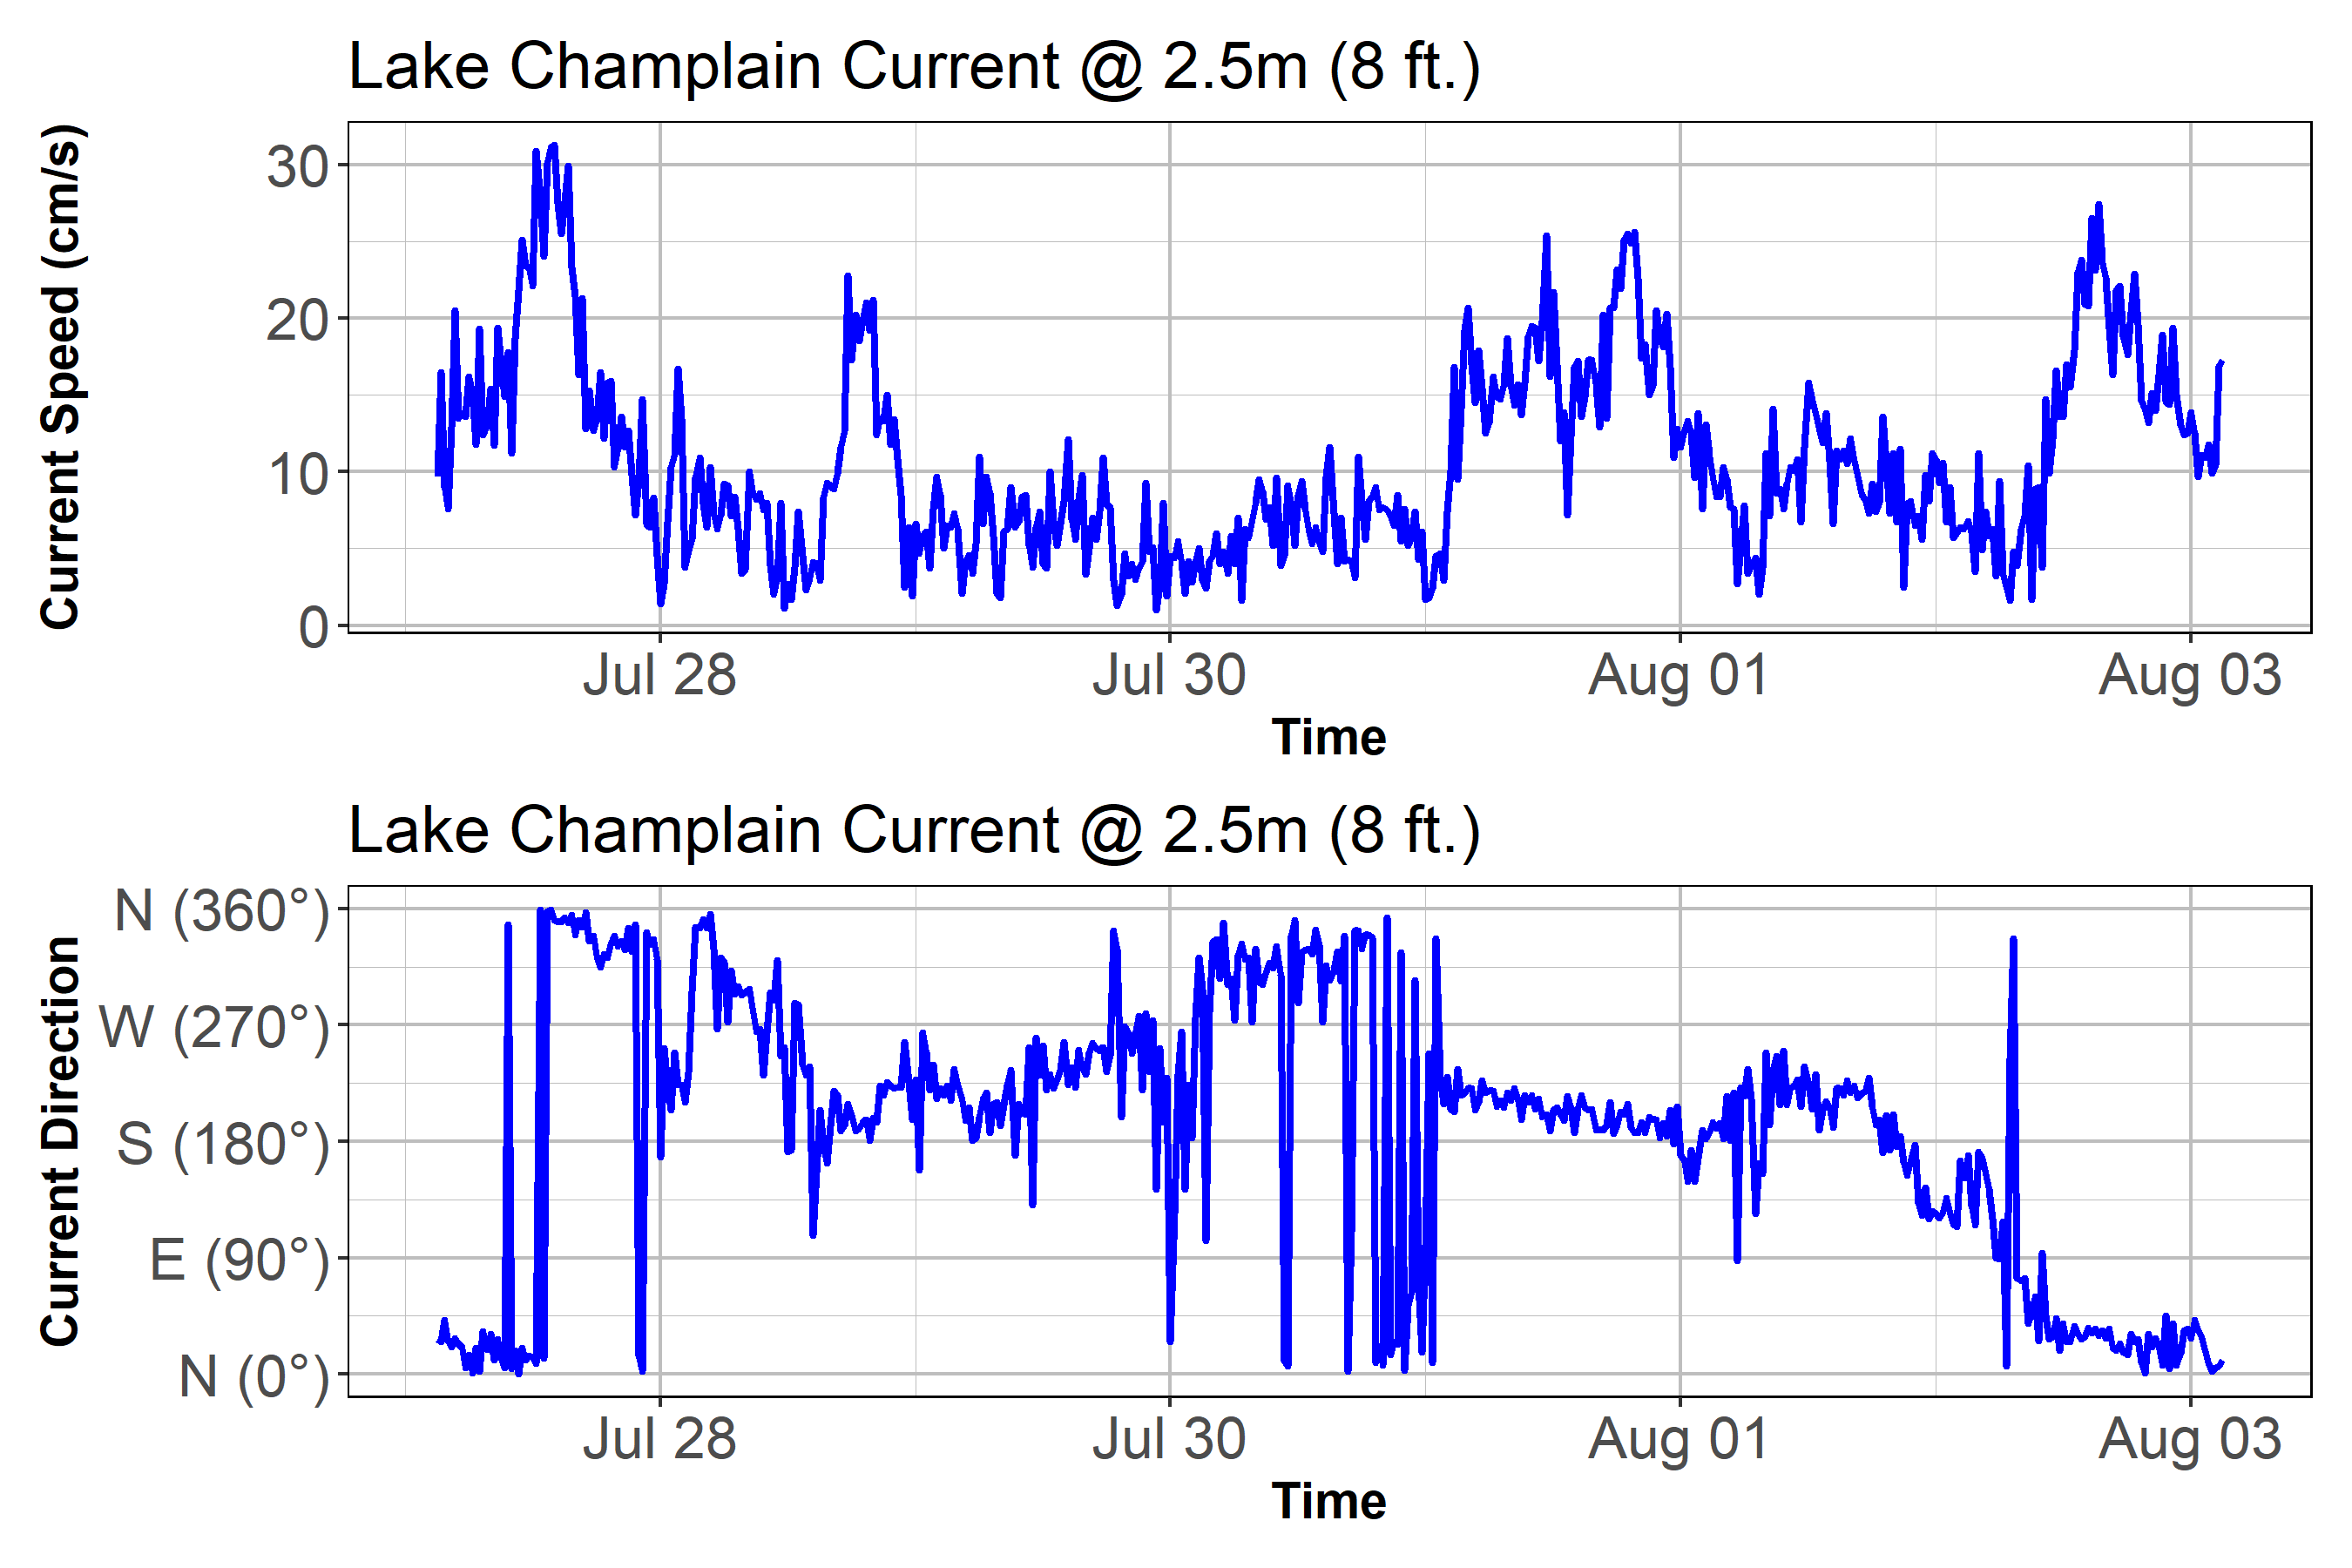 Lake Champlain Current @ 2.5m (8 ft.)
Current Speed (cm/s)
30
20
10
0
Jul 28 Jul 30 Aug 01 Aug 03
Time
Lake Champlain Current @ 2.5m (8 ft.)
Current Direction
N (360°)
W (270°)
S (180°)
E (90°)
N (0°)
Jul 28 Jul 30 Aug 01 Aug 03
Time